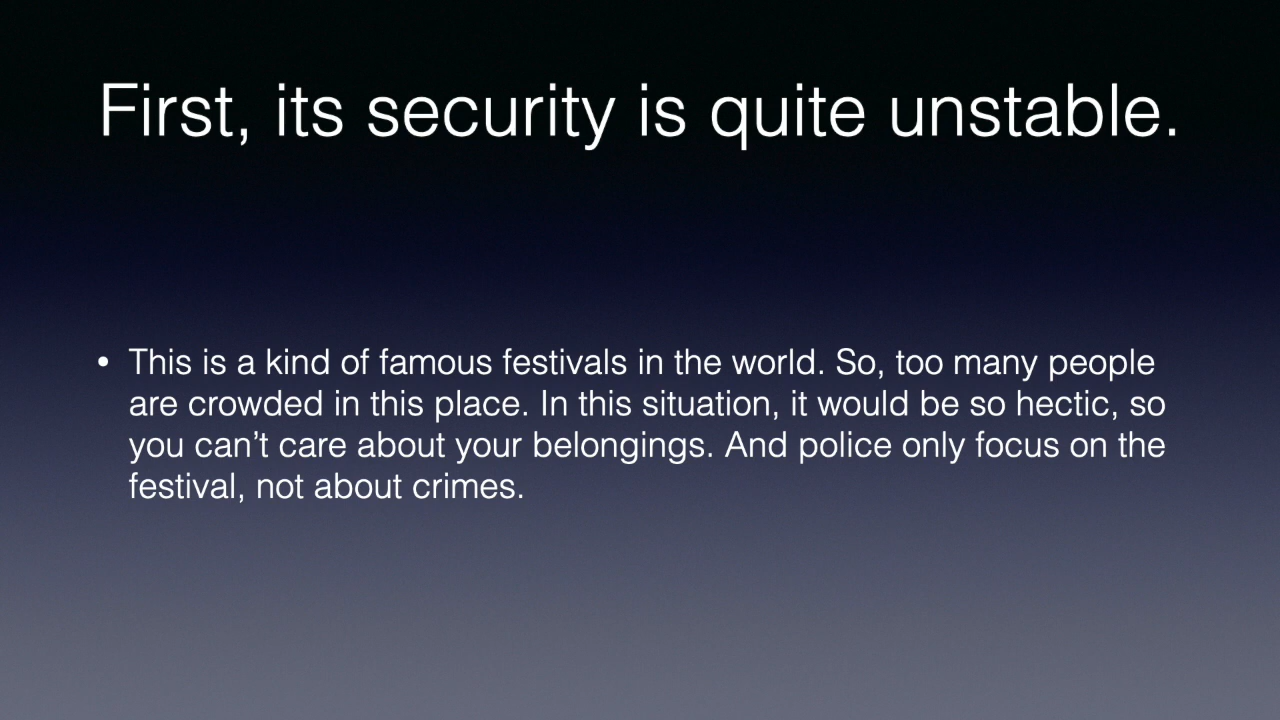 First, its security is quite unstable.
• This is a kind of famous festivals in the world. So, too many people
are crowded in this place. In this situation, it would be so hectic, so
you can’t care about your belongings. And police only focus on the
festival, not about crimes.